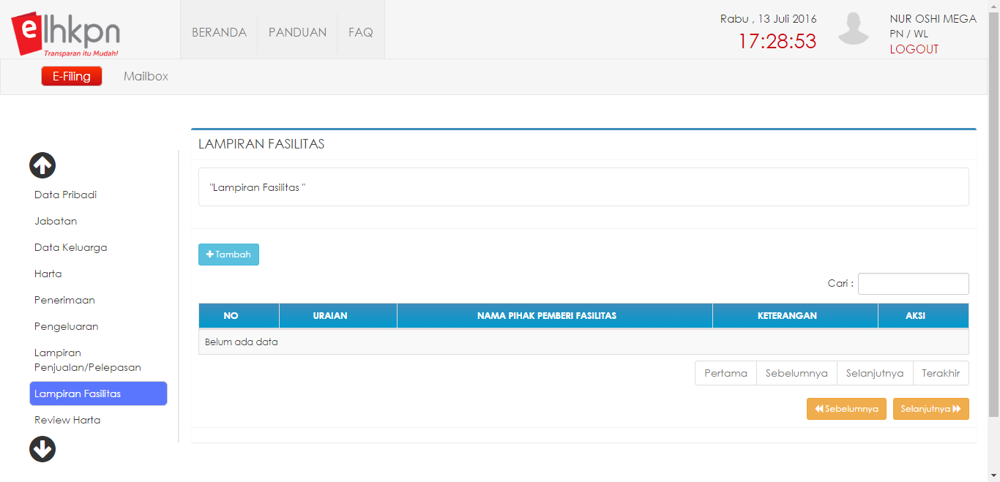 elhkpn
Transparan itu Mudah!
BERANDA
PANDUAN
FAQ
Rabu , 13 Juli 2016
17:28:53
NUR OSHI MEGA
PN / WL
LOGOUT
E-Filing
Mailbox
Data Pribadi
Jabatan
Data Keluarga
Harta
Penerimaan
Pengeluaran
Lampiran
Penjualan/Pelepasan
Lampiran Fasilitas
Review Harta
LAMPIRAN FASILITAS
"Lampiran Fasilitas "
Tambah
Cari :
NO URAIAN NAMA PIHAK PEMBERI FASILITAS KETERANGAN AKSI
Belum ada data
Pertama Sebelumnya Selanjutnya Terakhir
Sebelumnya
Selanjutnya